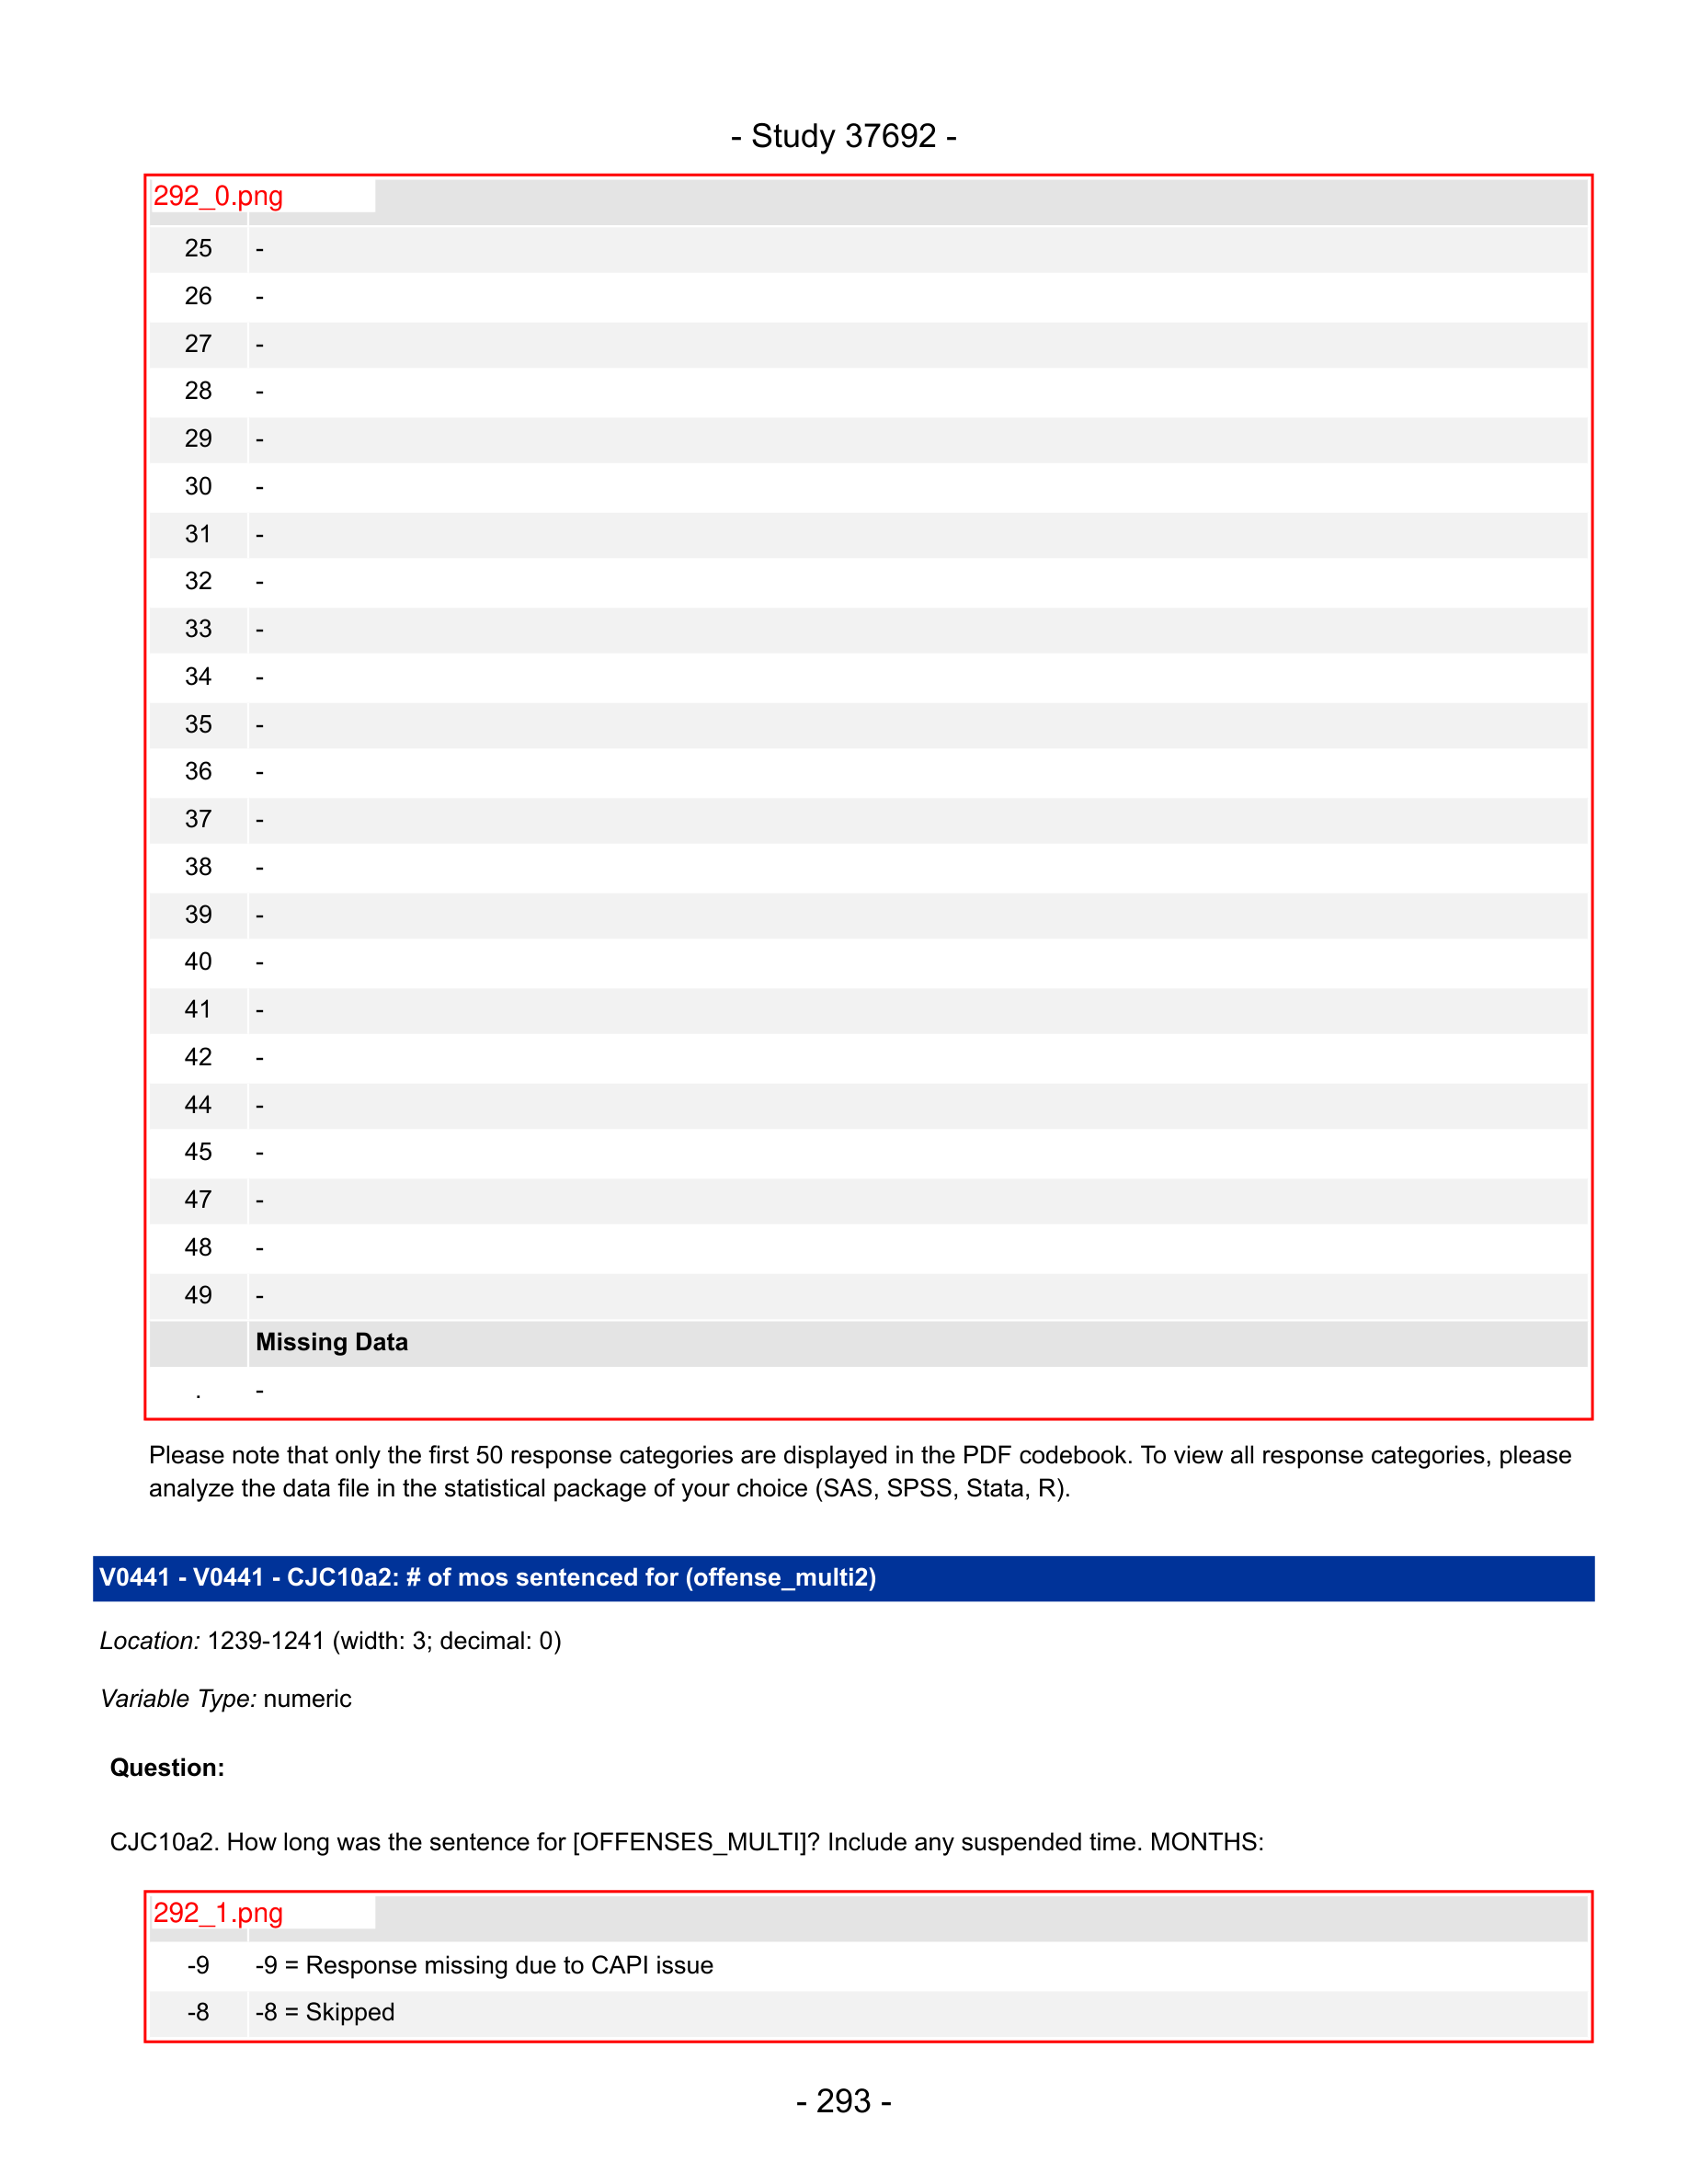 - Study 37692 -
292_0.png
25 -
26 -
27 -
28 -
29 -
30 -
31 -
32 -
33 -
34 -
35 -
36 -
37 -
38 -
39 -
40 -
41 -
42 -
44 -
45 -
47 -
48 -
49 -
Missing Data
. -
Please note that only the first 50 response categories are displayed in the PDF codebook. To view all response categories, please
analyze the data file in the statistical package of your choice (SAS, SPSS, Stata, R).
V0441 - V0441 - CJC10a2: # of mos sentenced for (offense_multi2)
Location: 1239-1241 (width: 3; decimal: 0)
Variable Type: numeric
Question:
CJC10a2. How long was the sentence for [OFFENSES_MULTI]? Include any suspended time. MONTHS:
292_1.png
-9 -9 = Response missing due to CAPI issue
-8 -8 = Skipped
- 293 -